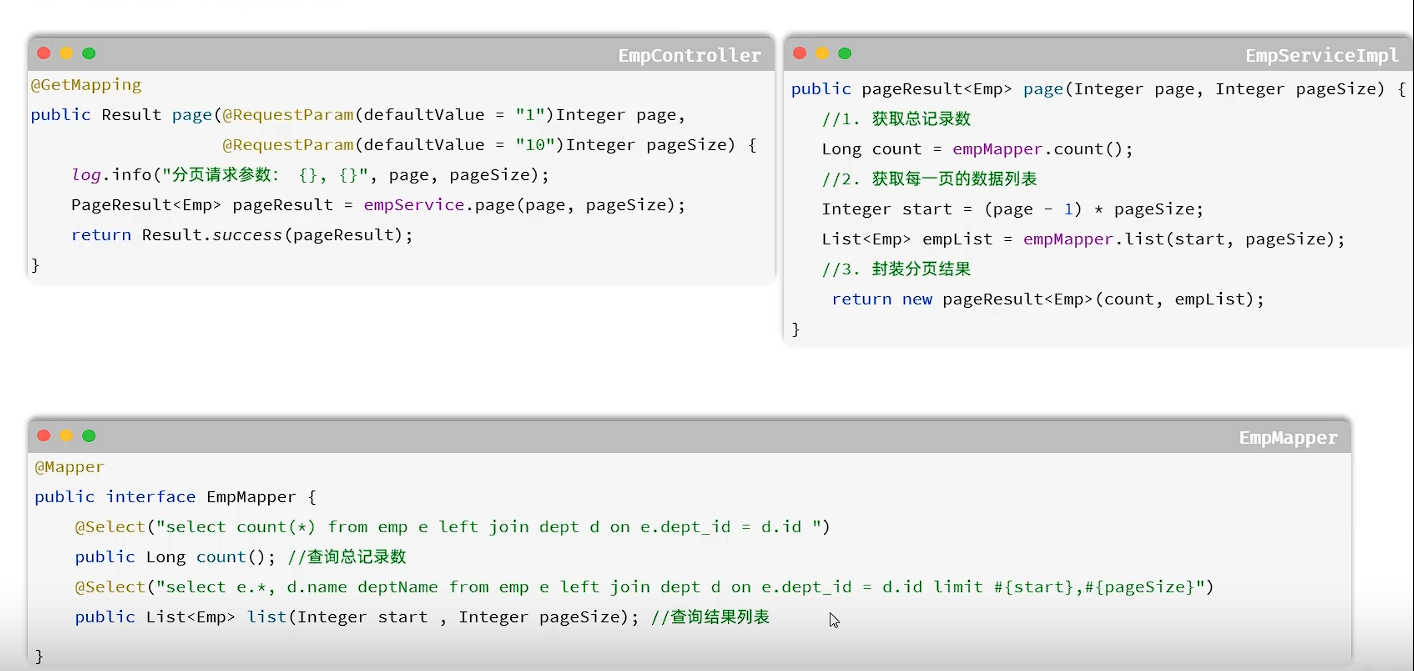 EmpController
@GetMapping
public Result page(@RequestParam(defaultValue = "1")Integer page,
@RequestParam(defaultValue = "10")Integer pageSize) {
log.info("分页请求参数： {}, {}", page, pageSize);
PageResult<Emp> pageResult = empService.page(page, pageSize);
return Result.success(pageResult);
}
EmpServiceImpl
public pageResult<Emp> page(Integer page, Integer pageSize) {
//1. 获取总记录数
Long count = empMapper.count();
//2. 获取每一页的数据列表
Integer start = (page - 1) * pageSize;
List<Emp> empList = empMapper.list(start, pageSize);
//3. 封装分页结果
return new pageResult<Emp>(count, empList);
}
EmpMapper
@Mapper
public interface EmpMapper {
@Select("select count(*) from emp e left join dept d on e.dept_id = d.id ")
public Long count(); //查询总记录数
@Select("select e.*, d.name deptName from emp e left join dept d on e.dept_id = d.id limit #{start},#{pageSize}")
public List<Emp> list(Integer start , Integer pageSize); //查询结果列表
}